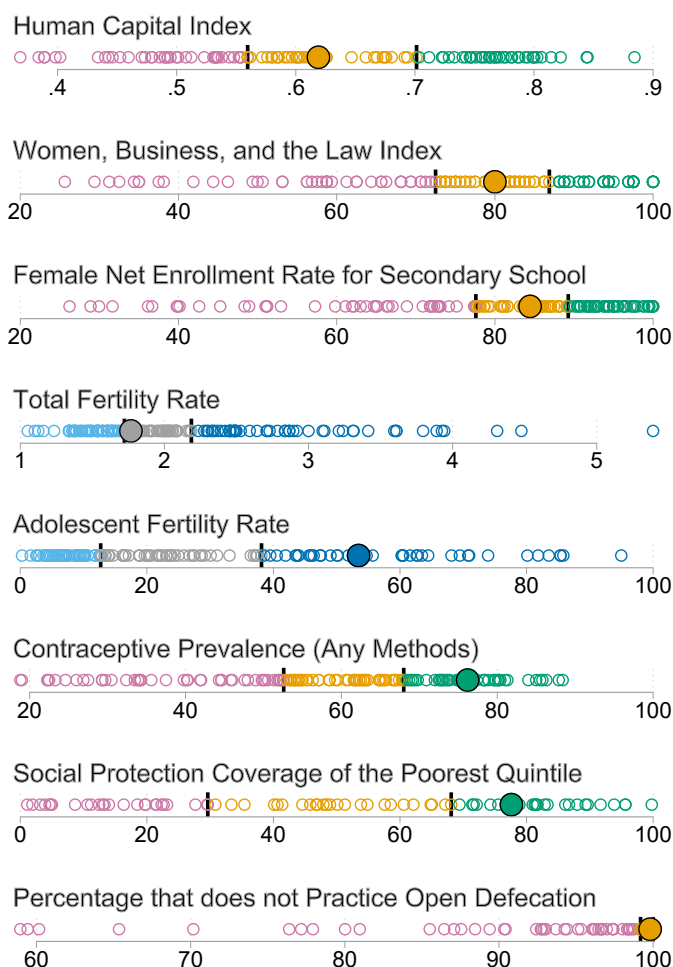 Human Capital Index
.4 .5 .6 .7 .8 .9
Women, Business, and the Law Index
20 40 60 80 100
Female Net Enrollment Rate for Secondary School
20 40 60 80 100
Total Fertility Rate
1 2 3 4 5
Adolescent Fertility Rate
0 20 40 60 80 100
Contraceptive Prevalence (Any Methods)
20 40 60 80 100
Social Protection Coverage of the Poorest Quintile
0 20 40 60 80 100
Percentage that does not Practice Open Defecation
60 70 80 90 100